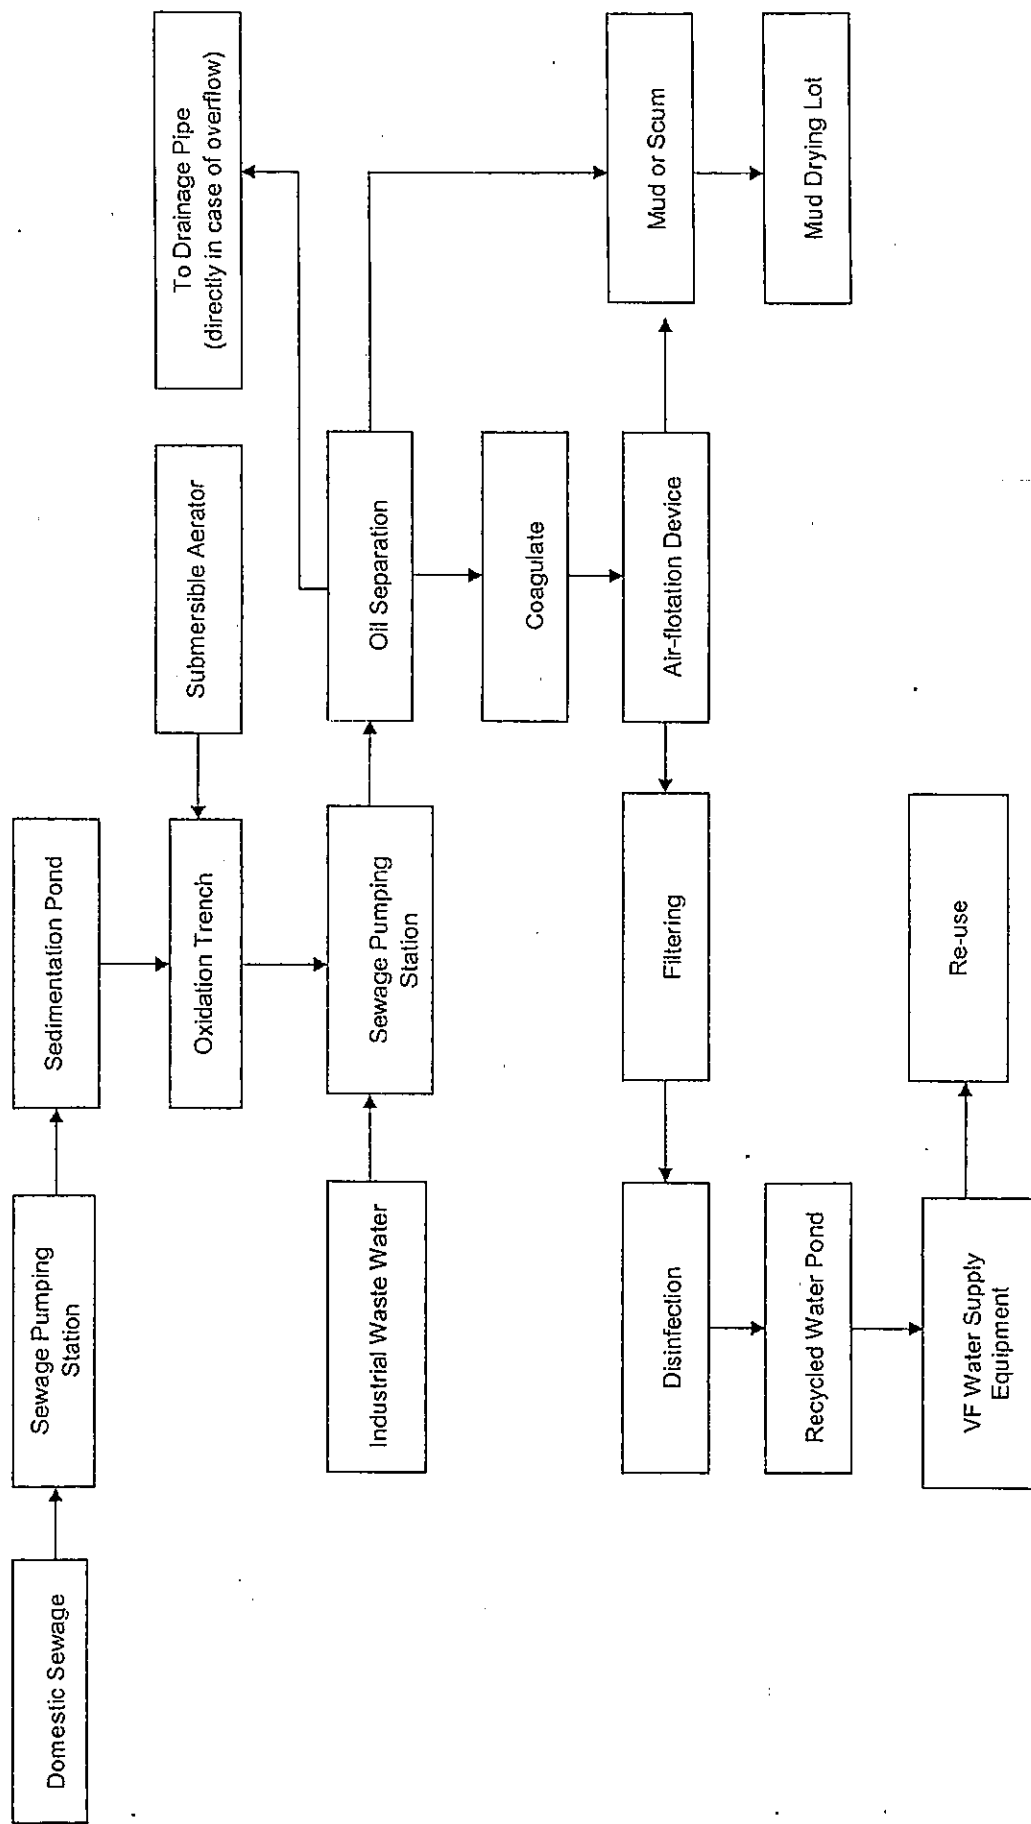 Domestic Sewage
Sewage Pumping
Station
Sedimentation Pond
Oxidation Trench
Submersible Aerator
To Drainage Pipe
(directly in case of overflow)
Industrial Waste Water
Sewage Pumping
Station
Oil Separation
Coagulate
Disinfection
Filtering
Air-flotation Device
Mud or Scum
Recycled Water Pond
Mud Drying Lot
VF Water Supply
Equipment
Re-use